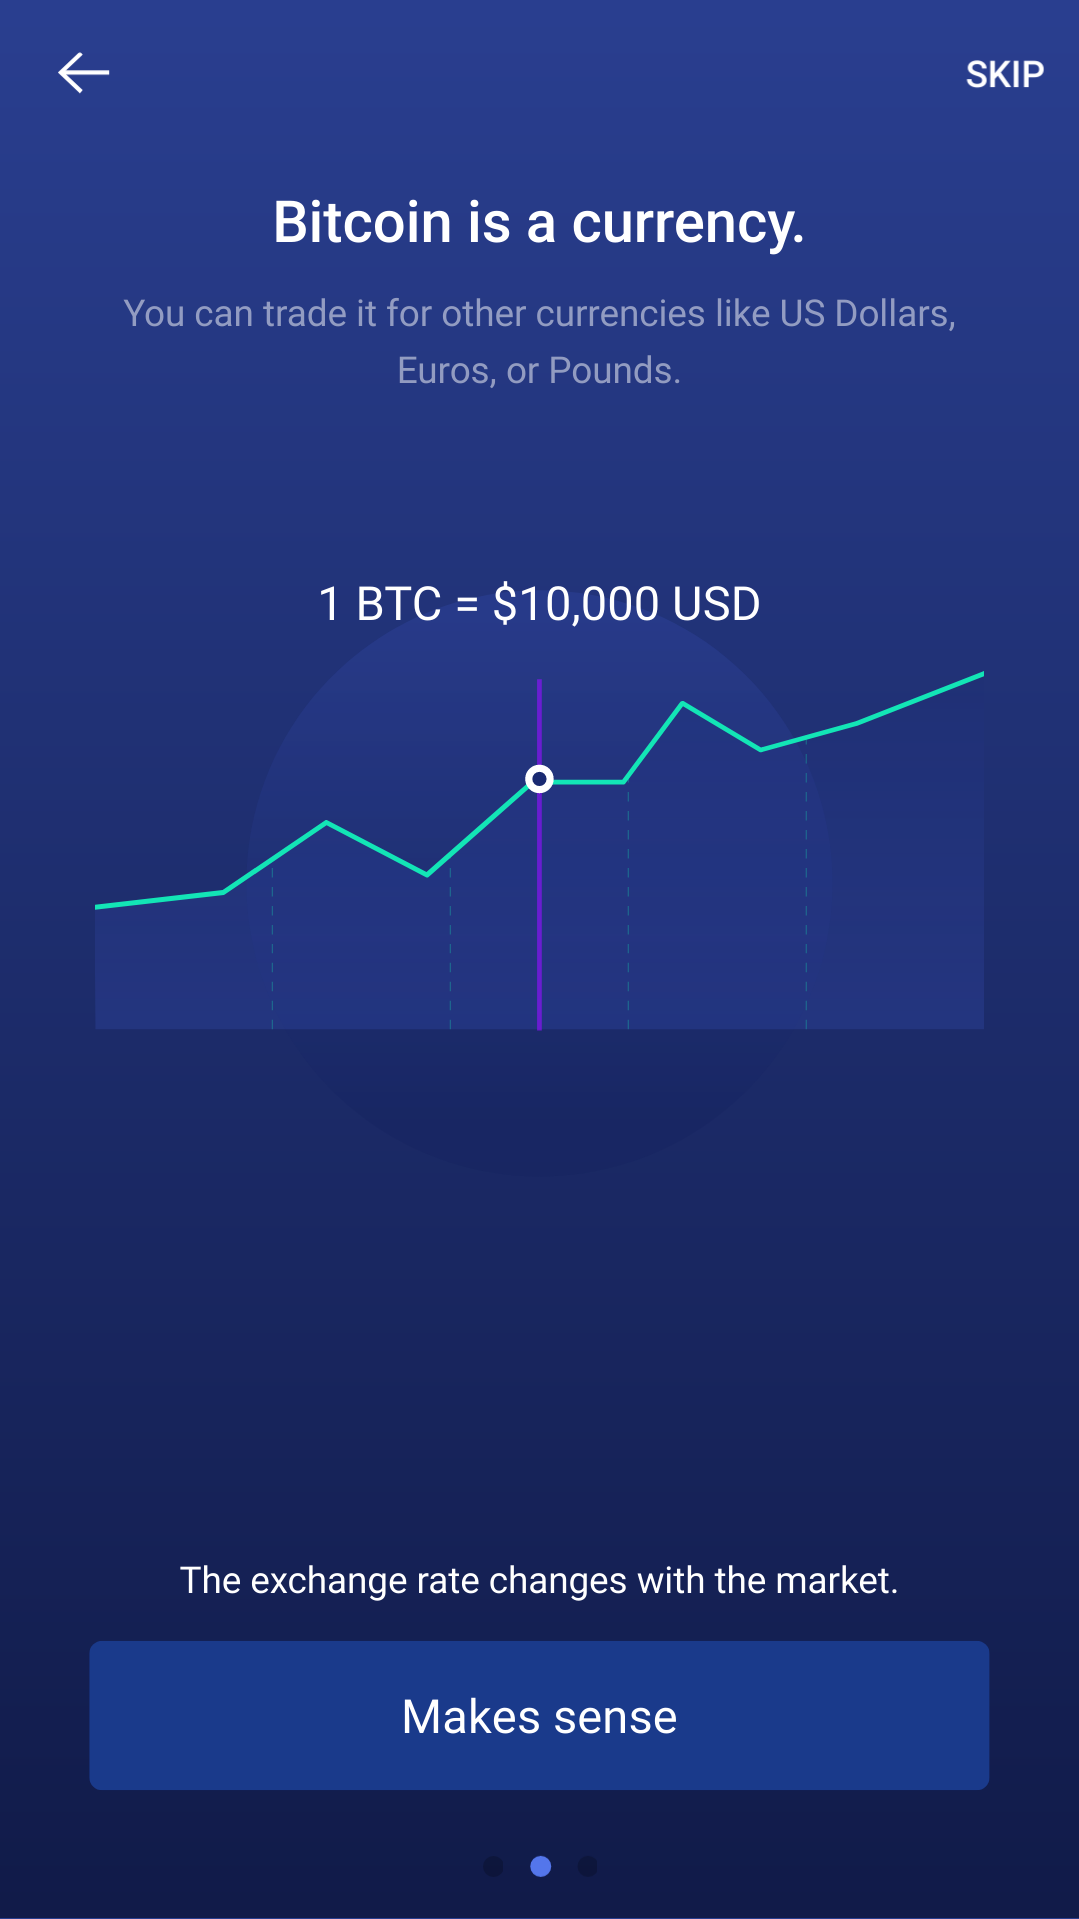 SKIP
Bitcoin is a currency.
You can trade it for other currencies like US Dollars,
Euros, or Pounds.
1 BTC = $10,000 USD
The exchange rate changes with the market.
Makes sense